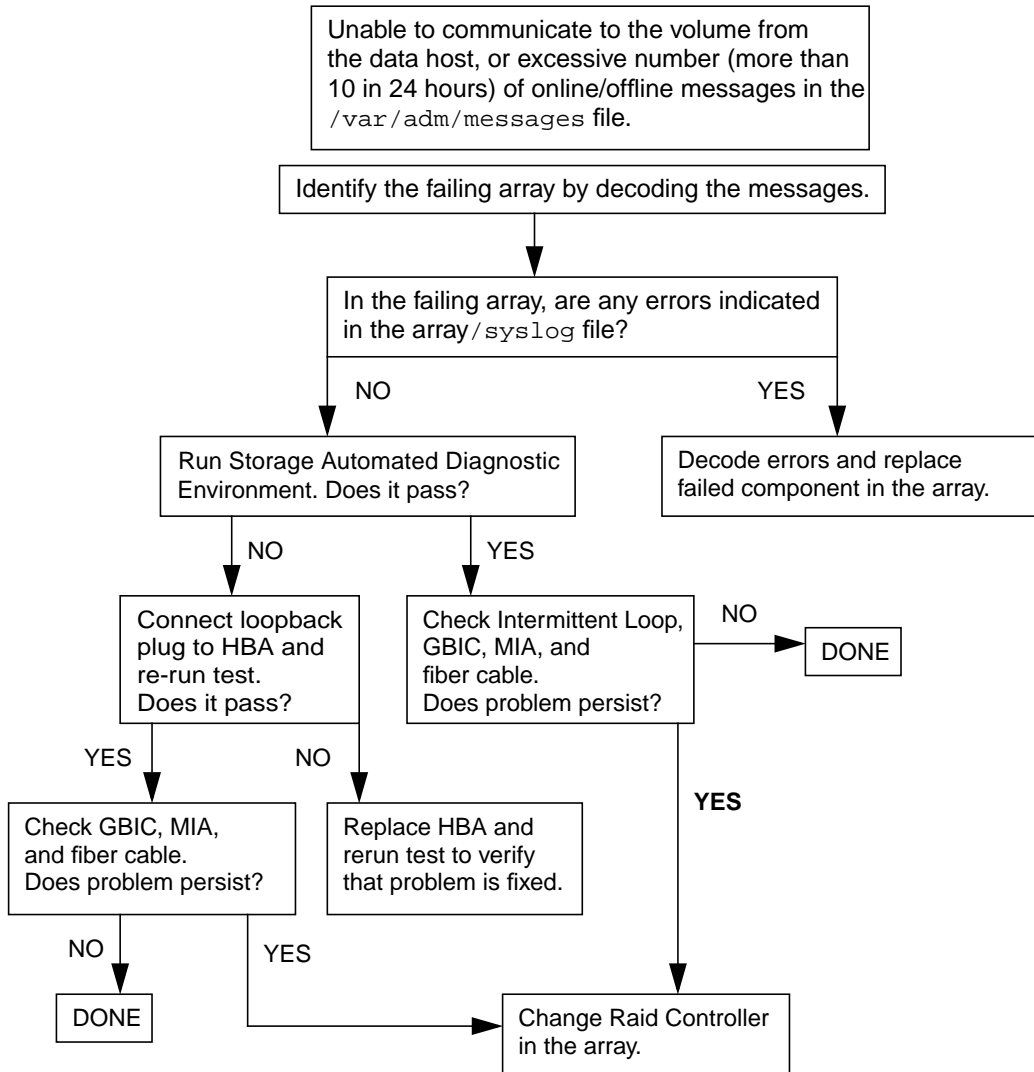 Unable to communicate to the volume from
the data host, or excessive number (more than
10 in 24 hours) of online/offline messages in the
/var/adm/messages file.
Identify the failing array by decoding the messages.
In the failing array, are any errors indicated
in the array/syslog file?
NO
YES
Run Storage Automated Diagnostic
Environment. Does it pass?
Decode errors and replace
failed component in the array.
NO
YES
Connect loopback
plug to HBA and
re-run test.
Does it pass?
Check Intermittent Loop,
GBIC, MIA, and
fiber cable.
Does problem persist?
NO
DONE
YES
NO
YES
Check GBIC, MIA,
and fiber cable.
Does problem persist?
Replace HBA and
rerun test to verify
that problem is fixed.
NO
YES
DONE
Change Raid Controller
in the array.